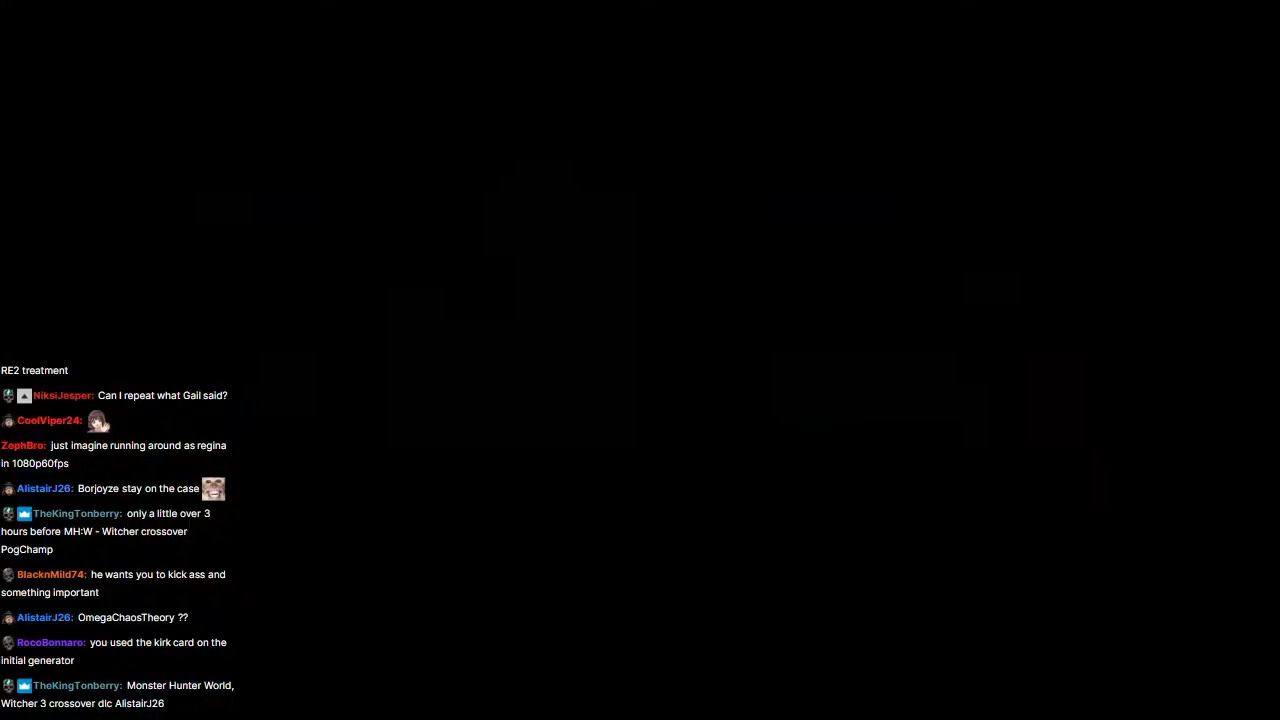 RE2 treatment
NiksiJesper: Can I repeat what Gail said?
CoolViper24:
ZephBro: just imagine running around as regina
in 1080p60fps
AlistairJ26: Borjoyze stay on the case
TheKingTonberry: only a little over 3
hours before MH:W - Witcher crossover
PogChamp
BlacknMild74: he wants you to kick ass and
something important
AlistairJ26: OmegaChaosTheory ??
RocoBonnaro: you used the kirk card on the
initial generator
TheKingTonberry: Monster Hunter World,
Witcher 3 crossover dlc AlistairJ26